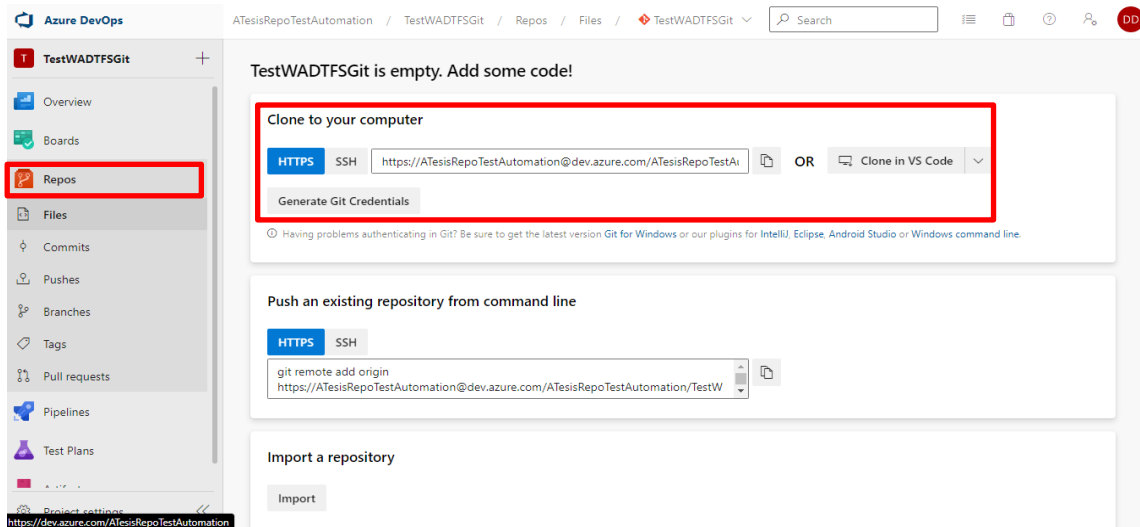 Azure DevOps
ATesisRepoTestAutomation / TestWADTFSGit / Repos / Files / TestWADTFSGit
Search
DD
T TestWADTFSGit
Overview
Boards
Repos
Files
Commits
Pushes
Branches
Tags
Pull requests
Pipelines
Test Plans
Project settings
https://dev.azure.com/ATesisRepoTestAutomation
TestWADTFSGit is empty. Add some code!
Clone to your computer
HTTPS SSH https://ATesisRepoTestAutomation@dev.azure.com/ATesisRepoTestAu OR Clone in VS Code
Generate Git Credentials
Having problems authenticating in Git? Be sure to get the latest version Git for Windows or our plugins for IntelliJ, Eclipse, Android Studio or Windows command line.
Push an existing repository from command line
HTTPS SSH
git remote add origin
https://ATesisRepoTestAutomation@dev.azure.com/ATesisRepoTestAutomation/TestW
Import a repository
Import